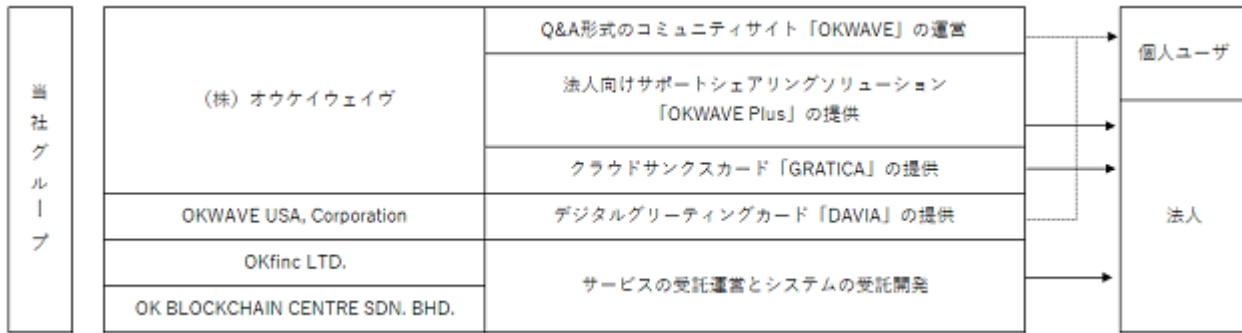 当社グループ
（株）オウケイウェイヴ
Q&A形式のコミュニティサイト「OKWAVE」の運営
法人向けサポートシェアリングソリューション
「OKWAVE Plus」の提供
クラウドサンクスカード「GRATICA」の提供
OKWAVE USA, Corporation
デジタルグリーティングカード「DAVIA」の提供
OKfinc LTD.
OK BLOCKCHAIN CENTRE SDN. BHD.
サービスの受託運営とシステムの受託開発
個人ユーザ
法人